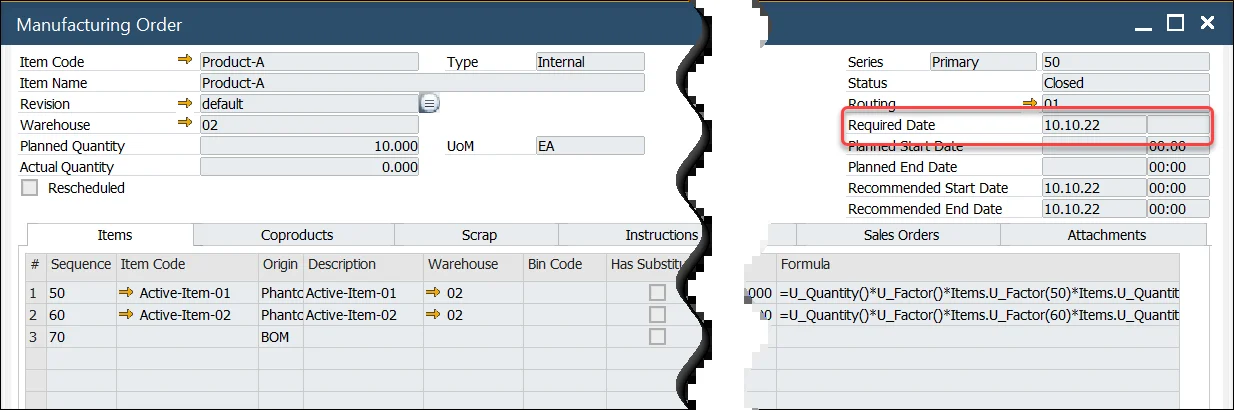 Manufacturing Order
Item Code Product-A Type Internal Series Primary 50
Item Name Product-A Status Closed
Revision default Routing 01
Warehouse 02 Required Date 10.10.22
Planned Quantity 10.000 UoM EA Planned Start Date 00:00
Actual Quantity 0.000 Planned End Date 00:00
Rescheduled Recommended Start Date 10.10.22 00:00
Recommended End Date 10.10.22 00:00
Items Coproducts Scrap Instructions Sales Orders Attachments
# Sequence Item Code Origin Description Warehouse Bin Code Has Substitu Formula
1 50 Active-Item-01 Phanto Active-Item-01 02 000 =U_Quantity()*U_Factor()*Items.U_Factor(50)*Items.U_Quantit
2 60 Active-Item-02 Phanto Active-Item-02 02 =U_Quantity()*U_Factor()*Items.U_Factor(60)*Items.U_Quantit
3 70 BOM